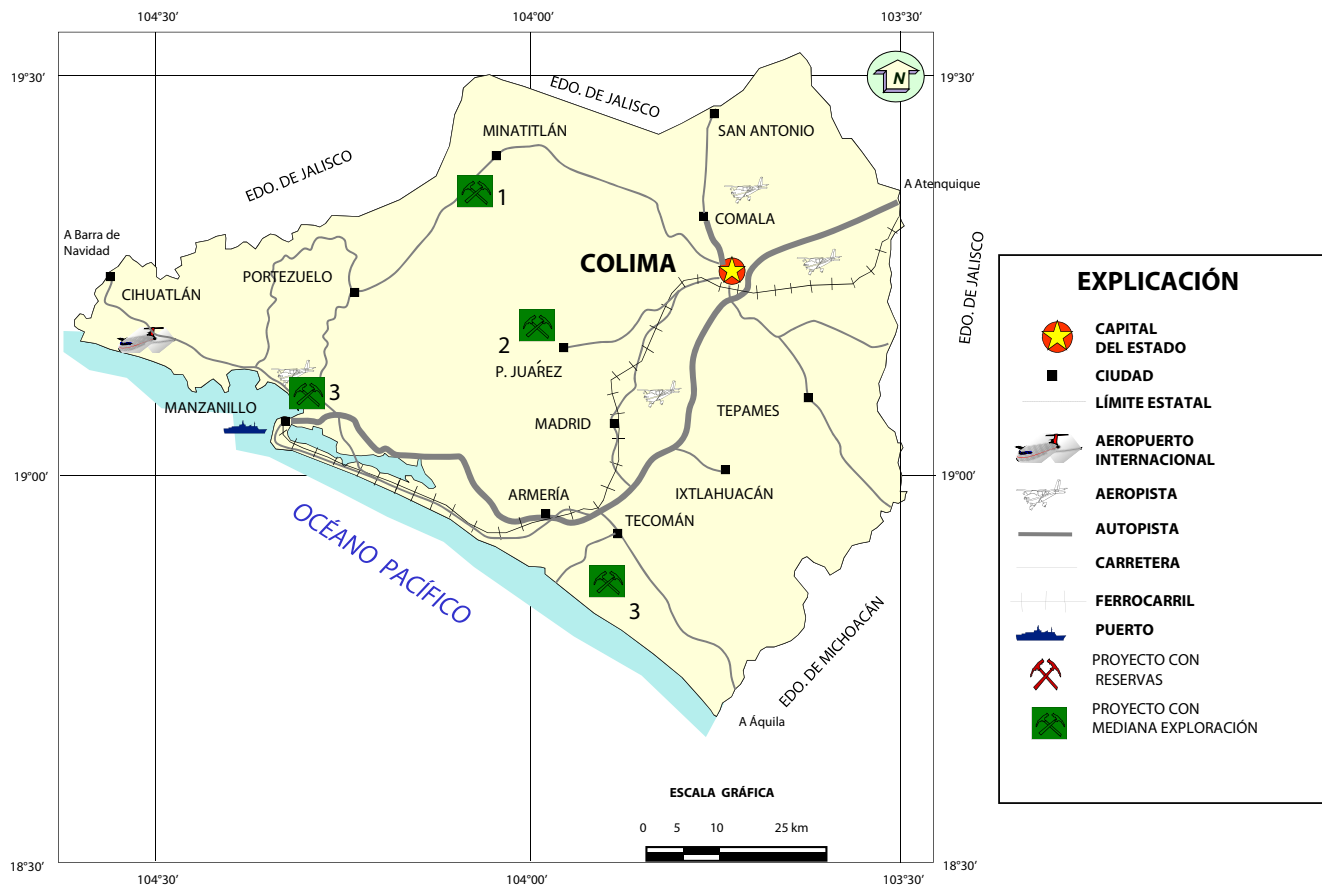 104°30′
104°00′
103°30′
19°30′
19°30′
EDO. DE JALISCO
N
MINATITLÁN
SAN ANTONIO
EDO. DE JALISCO
A Atenquique
1
COMALA
A Barra de
Navidad
COLIMA
EDO. DE JALISCO
PORTEZUELO
CIHUATLÁN
2
P. JUÁREZ
3
MANZANILLO
TEPAMES
MADRID
19°00′
19°00′
ARMERÍA
IXTLAHUACÁN
TECOMÁN
OCÉANO PACÍFICO
3
EDO. DE MICHOACÁN
A Áquila
ESCALA GRÁFICA
0 5 10 25 km
18°30′
18°30′
104°30′
104°00′
103°30′
EXPLICACIÓN
CAPITAL
DEL ESTADO
CIUDAD
LÍMITE ESTATAL
AEROPUERTO
INTERNACIONAL
AEROPISTA
AUTOPISTA
CARRETERA
FERROCARRIL
PUERTO
PROYECTO CON
RESERVAS
PROYECTO CON
MEDIANA EXPLORACIÓN